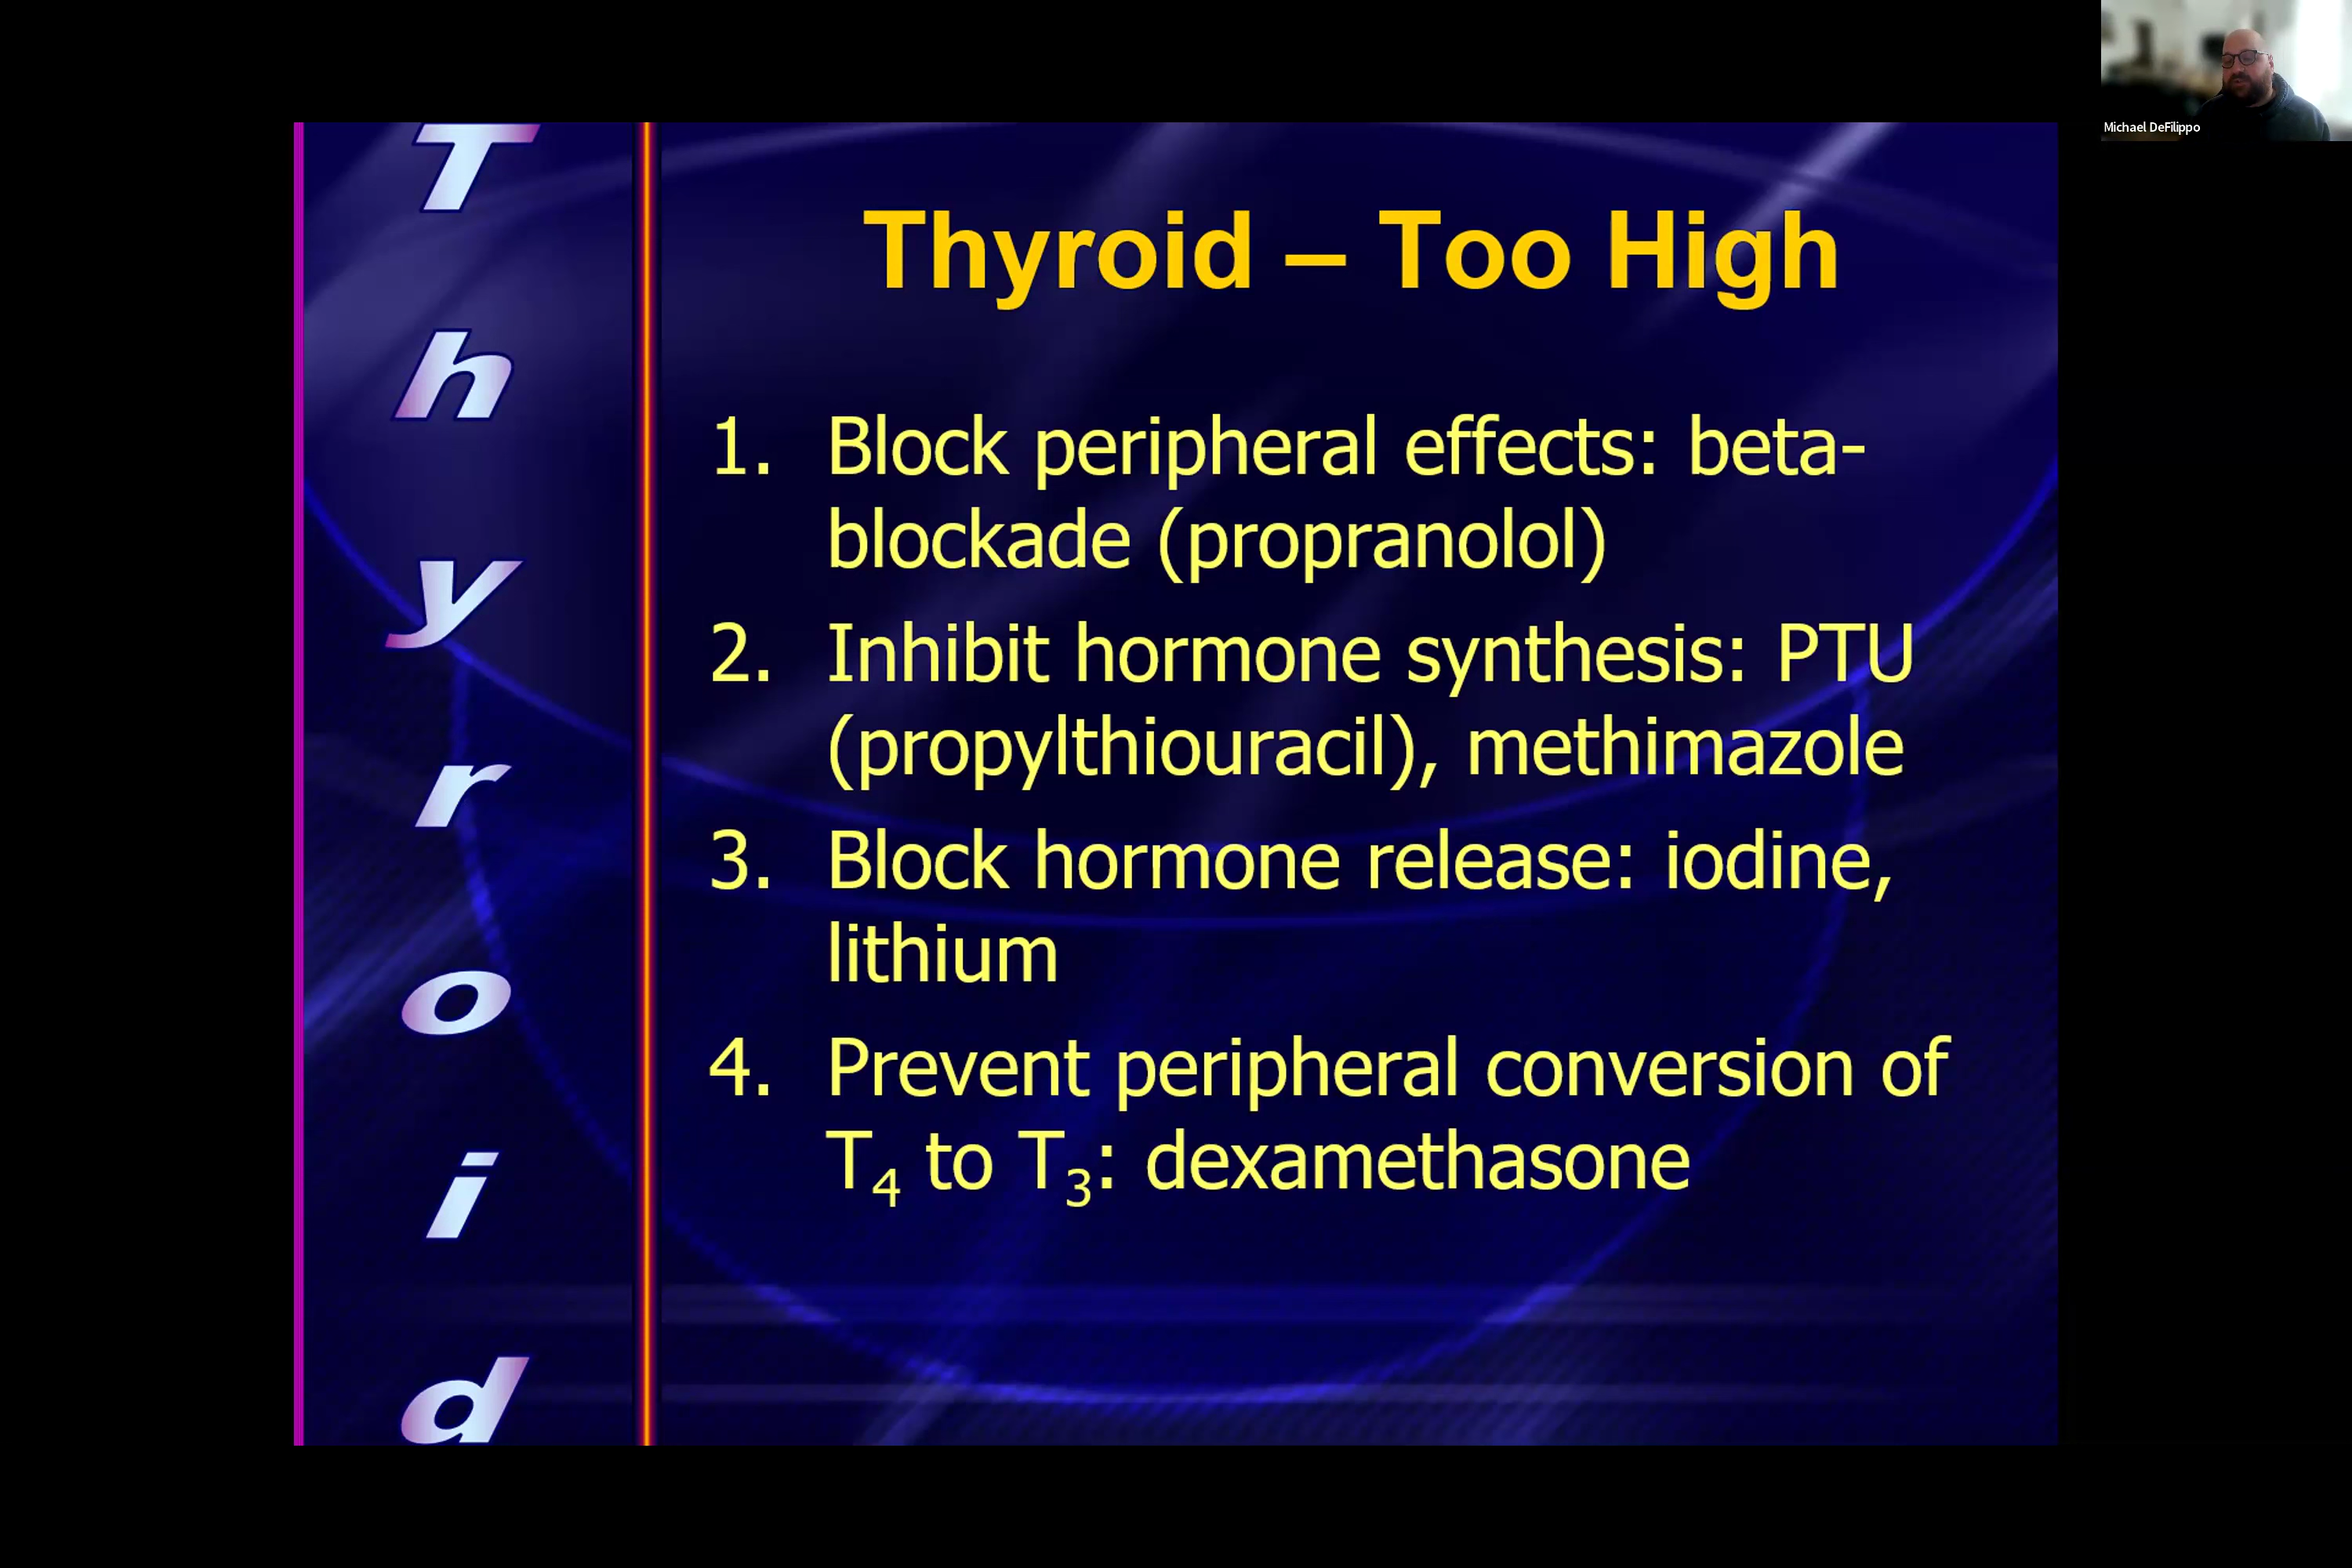 Thyroid
Thyroid – Too High
1. Block peripheral effects: beta-
blockade (propranolol)
2. Inhibit hormone synthesis: PTU
(propylthiouracil), methimazole
3. Block hormone release: iodine,
lithium
4. Prevent peripheral conversion of
T₄ to T₃: dexamethasone
Michael DeFilippo